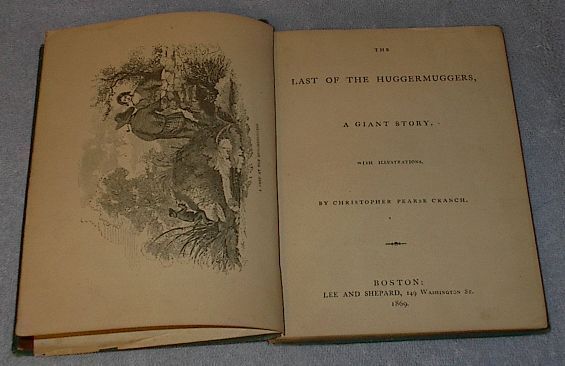 THE
LAST OF THE HUGGERMUGGERS,
A GIANT STORY.
WITH ILLUSTRATIONS.
BY CHRISTOPHER PEARSE CRANCH.
BOSTON:
LEE AND SHEPARD, 149 WASHINGTON ST.
1869.